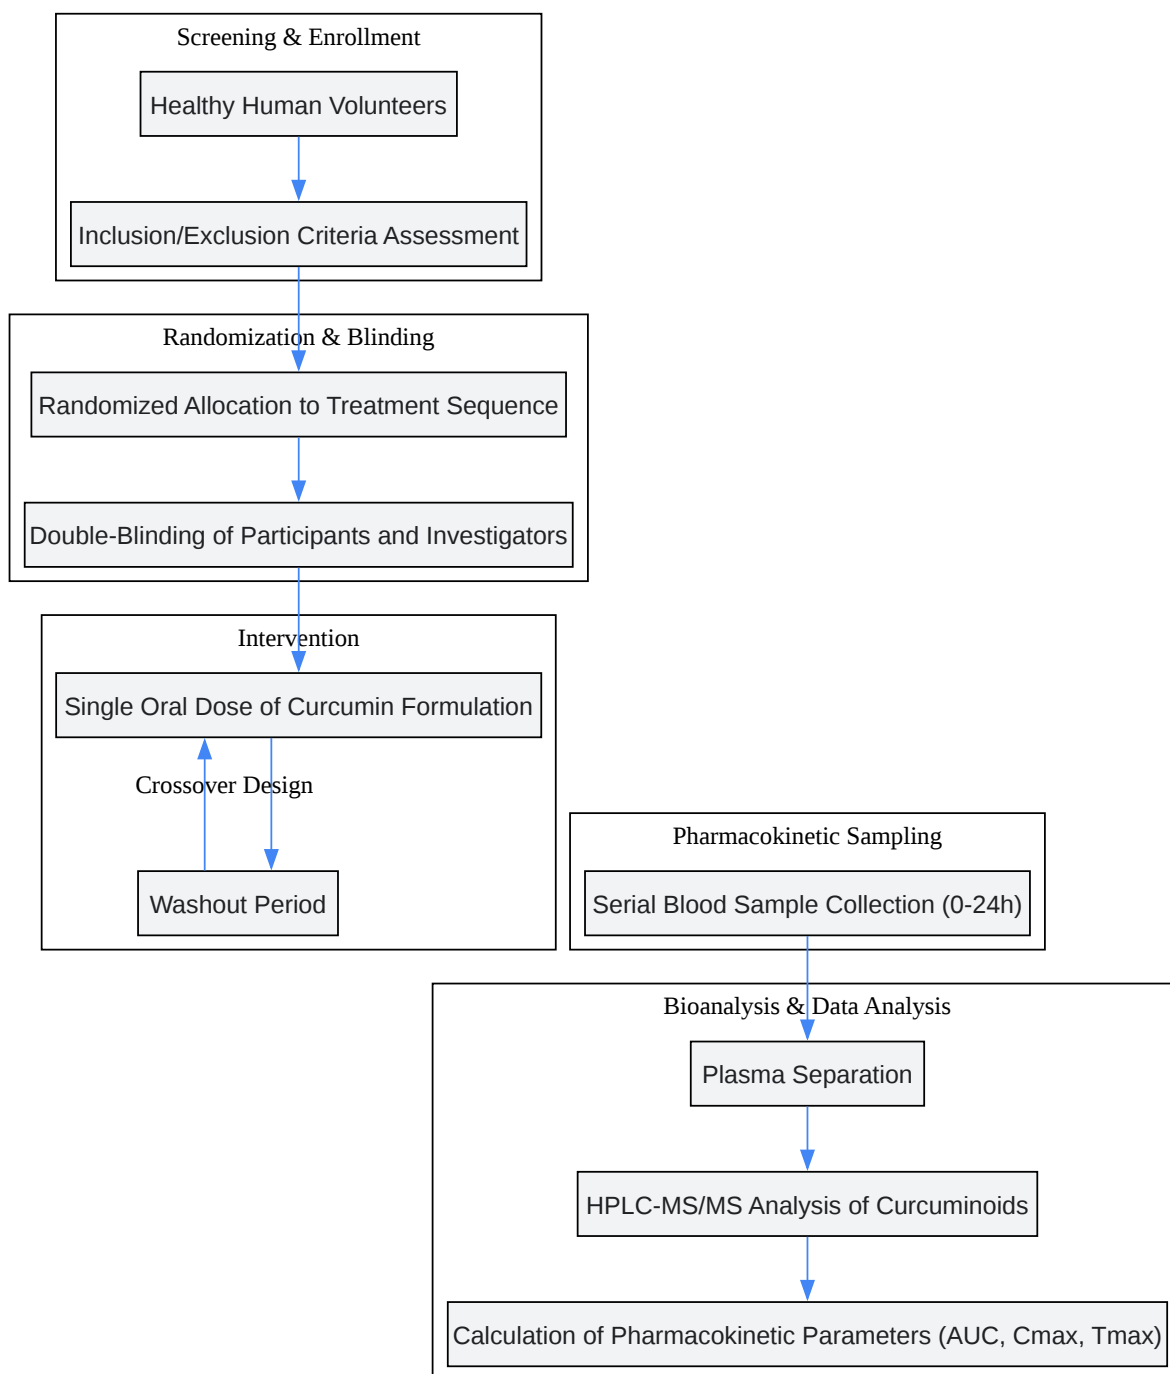 Screening & Enrollment
Healthy Human Volunteers
Inclusion/Exclusion Criteria Assessment
Randomization & Blinding
Randomized Allocation to Treatment Sequence
Double-Blinding of Participants and Investigators
Intervention
Single Oral Dose of Curcumin Formulation
Crossover Design
Washout Period
Pharmacokinetic Sampling
Serial Blood Sample Collection (0-24h)
Bioanalysis & Data Analysis
Plasma Separation
HPLC-MS/MS Analysis of Curcuminoids
Calculation of Pharmacokinetic Parameters (AUC, Cmax, Tmax)